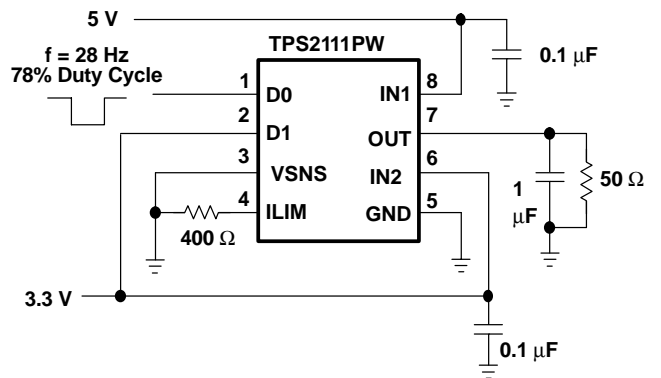 TPS2111PW
5 V
f = 28 Hz
78% Duty Cycle
0.1 μF
1
D0
IN1
8
2
D1
OUT
7
3
VSNS
IN2
6
4
ILIM
GND
5
400 Ω
1
μF
50 Ω
3.3 V
0.1 μF